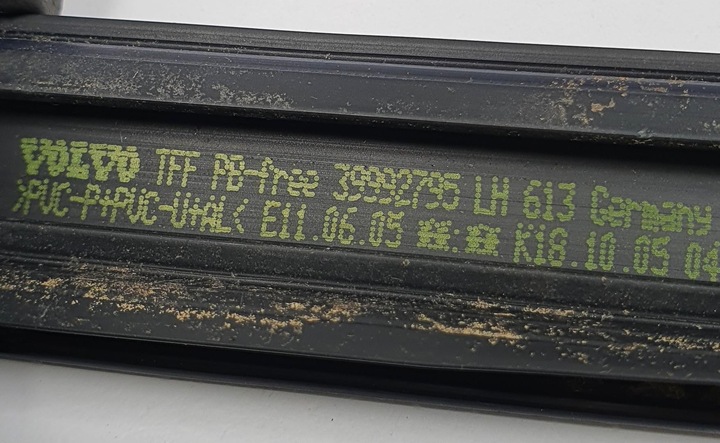 VOLVO TFF PB-free 39992795 LH 613 Germany
>PVC-P+PVC-U+AL< E11.06.05 **:** K18.10.05 04